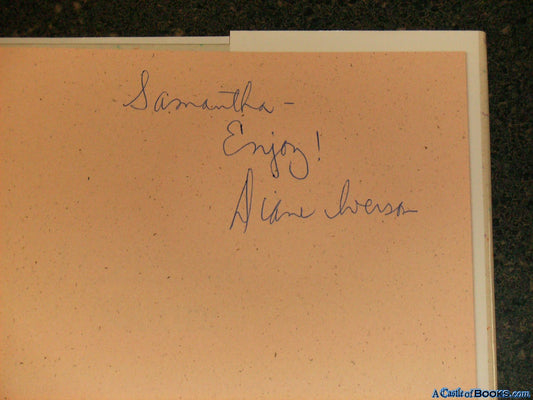 Samantha -
Enjoy!
Diane Iverson
A Castle of BOOKS.com